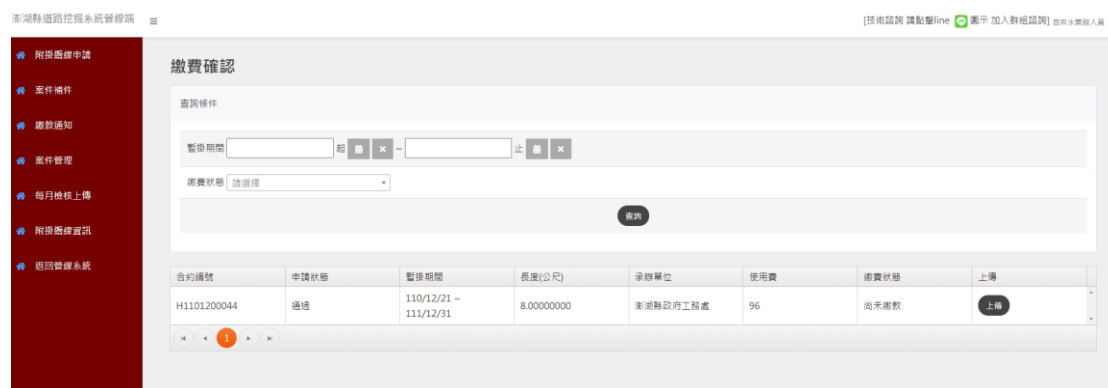 澎湖縣道路挖掘系統管線端
[技術諮詢 請點擊line 圖示 加入群組諮詢] 自來水業務人員
附掛纜線申請
案件補件
繳款通知
案件管理
每月檢核上傳
附掛纜線資訊
返回管線系統
繳費確認
查詢條件
暫掛期間 起 ~ 止
繳費狀態 請選擇
查詢
合約編號 申請狀態 暫掛期間 長度(公尺) 承辦單位 使用費 繳費狀態 上傳
H1101200044 通過 110/12/21 ~ 111/12/31 8.00000000 澎湖縣政府工務處 96 尚未繳款 上傳
1